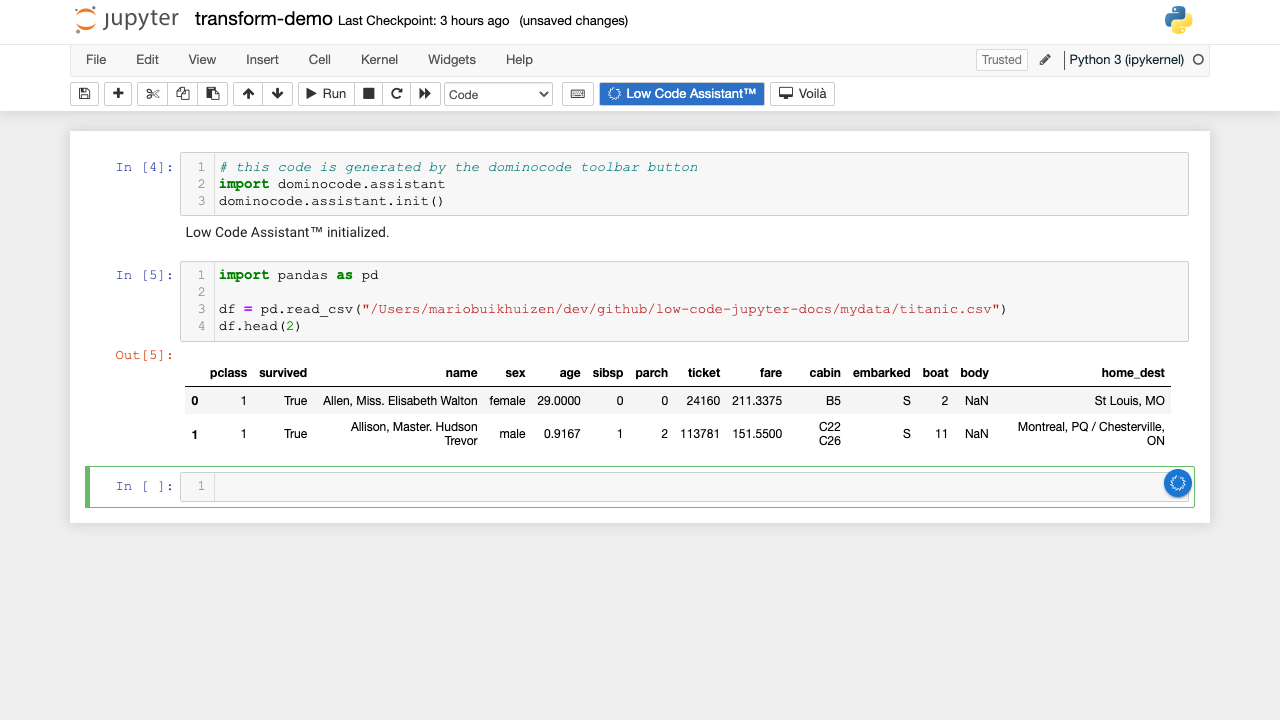 jupyter transform-demo Last Checkpoint: 3 hours ago (unsaved changes)
File Edit View Insert Cell Kernel Widgets Help Trusted Python 3 (ipykernel)
Run Code Low Code Assistant™ Voilà
In [4]: 1 # this code is generated by the dominocode toolbar button
2 import dominocode.assistant
3 dominocode.assistant.init()
Low Code Assistant™ initialized.
In [5]: 1 import pandas as pd
2
3 df = pd.read_csv("/Users/mariobuikhuizen/dev/github/low-code-jupyter-docs/mydata/titanic.csv")
4 df.head(2)
Out[5]:
pclass survived name sex age sibsp parch ticket fare cabin embarked boat body home_dest
0 1 True Allen, Miss. Elisabeth Walton female 29.0000 0 0 24160 211.3375 B5 S 2 NaN St Louis, MO
Allison, Master. Hudson C22 Montreal, PQ / Chesterville,
1 1 True Trevor male 0.9167 1 2 113781 151.5500 C26 S 11 NaN ON
In [ ]: 1